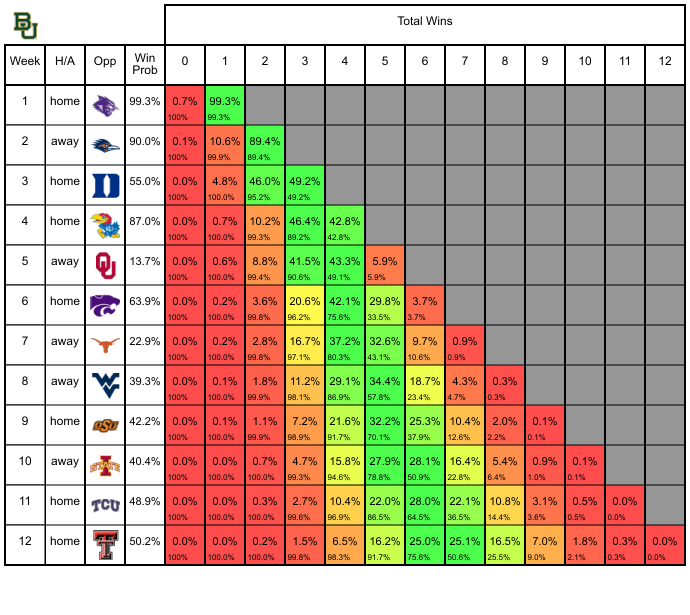 BU
Total Wins
Week H/A Opp Win Prob 0 1 2 3 4 5 6 7 8 9 10 11 12
1 home 99.3% 0.7% 99.3%
100% 99.3%
2 away 90.0% 0.1% 10.6% 89.4%
100% 99.9% 89.4%
3 home D 55.0% 0.0% 4.8% 46.0% 49.2%
100% 100.0% 95.2% 49.2%
4 home KU 87.0% 0.0% 0.7% 10.2% 46.4% 42.8%
100% 100.0% 99.3% 89.2% 42.8%
5 away OU 13.7% 0.0% 0.6% 8.8% 41.5% 43.3% 5.9%
100% 100.0% 99.4% 90.6% 49.1% 5.9%
6 home 63.9% 0.0% 0.2% 3.6% 20.6% 42.1% 29.8% 3.7%
100% 100.0% 99.8% 96.2% 75.6% 33.5% 3.7%
7 away 22.9% 0.0% 0.2% 2.8% 16.7% 37.2% 32.6% 9.7% 0.9%
100% 100.0% 99.8% 97.1% 80.3% 43.1% 10.6% 0.9%
8 away WV 39.3% 0.0% 0.1% 1.8% 11.2% 29.1% 34.4% 18.7% 4.3% 0.3%
100% 100.0% 99.9% 98.1% 86.9% 57.8% 23.4% 4.7% 0.3%
9 home OSU 42.2% 0.0% 0.1% 1.1% 7.2% 21.6% 32.2% 25.3% 10.4% 2.0% 0.1%
100% 100.0% 99.9% 98.9% 91.7% 70.1% 37.9% 12.6% 2.2% 0.1%
10 away I STATE 40.4% 0.0% 0.0% 0.7% 4.7% 15.8% 27.9% 28.1% 16.4% 5.4% 0.9% 0.1%
100% 100.0% 100.0% 99.3% 94.6% 78.8% 50.9% 22.8% 6.4% 1.0% 0.1%
11 home TCU 48.9% 0.0% 0.0% 0.3% 2.7% 10.4% 22.0% 28.0% 22.1% 10.8% 3.1% 0.5% 0.0%
100% 100.0% 100.0% 99.6% 96.9% 86.5% 64.5% 36.5% 14.4% 3.6% 0.5% 0.0%
12 home T 50.2% 0.0% 0.0% 0.2% 1.5% 6.5% 16.2% 25.0% 25.1% 16.5% 7.0% 1.8% 0.3% 0.0%
100% 100.0% 100.0% 99.8% 98.3% 91.7% 75.6% 50.6% 25.5% 9.0% 2.1% 0.3% 0.0%